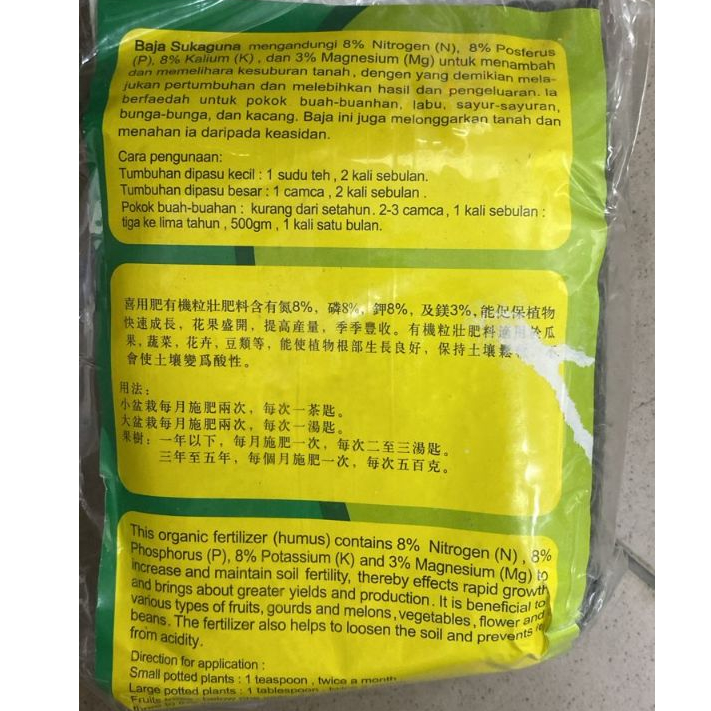 Baja Sukaguna mengandungi 8% Nitrogen (N), 8% Posferus
(P), 8% Kalium (K), dan 3% Magnesium (Mg) untuk menambah
dan memelihara kesuburan tanah, dengen yang demikian mela-
jukan pertumbuhan dan melebihkan hasil dan pengeluaran. Ia
berfaedah untuk pokok buah-buanhan, labu, sayur-sayuran,
bunga-bunga, dan kacang. Baja ini juga melonggarkan tanah dan
menahan ia daripada keasidan.
Cara pengunaan:
Tumbuhan dipasu kecil : 1 sudu teh , 2 kali sebulan.
Tumbuhan dipasu besar : 1 camca , 2 kali sebulan .
Pokok buah-buahan : kurang dari setahun. 2-3 camca , 1 kali sebulan :
tiga ke lima tahun , 500gm , 1 kali satu bulan.
喜用肥有機粒壯肥料含有氮8%，磷8%，鉀8%，及鎂3%，能促保植物
快速成長，花果盛開，提高産量，季季豐收。有機粒壯肥料適用於瓜
果，蔬菜，花卉，豆類等，能使植物根部生長良好，保持土壤鬆
會使土壤變爲酸性。
用法：
小盆栽每月施肥兩次，每次一茶匙。
大盆栽每月施肥兩次，每次一湯匙。
果樹：一年以下，每月施肥一次，每次二至三湯匙。
三年至五年，每個月施肥一次，每次五百克。
This organic fertilizer (humus) contains 8% Nitrogen (N) , 8%
Phosphorus (P), 8% Potassium (K) and 3% Magnesium (Mg) to
increase and maintain soil fertility, thereby effects rapid growth
and brings about greater yields and production. It is beneficial to
various types of fruits, gourds and melons, vegetables, flower and
beans. The fertilizer also helps to loosen the soil and prevents
from acidity.
Direction for application :
Small potted plants : 1 teaspoon , twice a month
Large potted plants : 1 tablespoon
Fruits